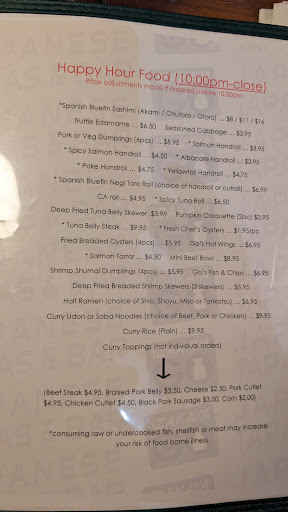 Happy Hour Food (10:00pm-close)
Price adjustments made if ordered before 10:00pm
*Spanish Bluefin Sashimi (Akami / Chutoro / Otoro) ... $8 / $11 / $16
Truffle Edamame ... $6.50 Seasoned Cabbage ... $3.95
Pork or Veg Dumplings (6pcs) ... $5.95 * Salmon Handroll ... $3.95
* Spicy Salmon Handroll ... $4.50 * Albacore Handroll ... $3.95
* Poke Handroll ... $4.75 * Yellowtail Handroll ... $4.75
* Spanish Bluefin Negi Toro Roll (choice of handroll or cutroll) ... $6.95
CA roll ... $4.95 * Spicy Tuna Roll ... $6.50
Deep Fried Tuna Belly Skewer $3.95 Pumpkin Croquette (2pc) $3.95
* Tuna Belly Steak ... $9.95 * Fresh Chef's Oysters ... $1.95/pc
Fried Breaded Oysters (4pcs) ... $5.95 Go's Hot Wings ... $6.95
* Salmon Tartar ... $4.50 Mini Beef Bowl ... $8.95
Shrimp Shumai Dumplings (4pcs) ... $5.95 Go's Fish & Chips ... $6.95
Deep Fried Breaded Shrimp Skewers (3 skewers) ... $5.95
Half Ramen (choice of Shio, Shoyu, Miso or Tonkotsu) ... $6.95
Curry Udon or Soba Noodles (choice of Beef, Pork or Chicken) ... $9.95
Curry Rice (Plain) ... $9.95
Curry Toppings (not individual orders)
(Beef Steak $4.95, Braised Pork Belly $3.50, Cheese $2.50, Pork Cutlet
$4.95, Chicken Cutlet $4.50, Black Pork Sausage $3.50, Corn $2.00)
*consuming raw or undercooked fish, shellfish or meat may increase
your risk of food borne illness